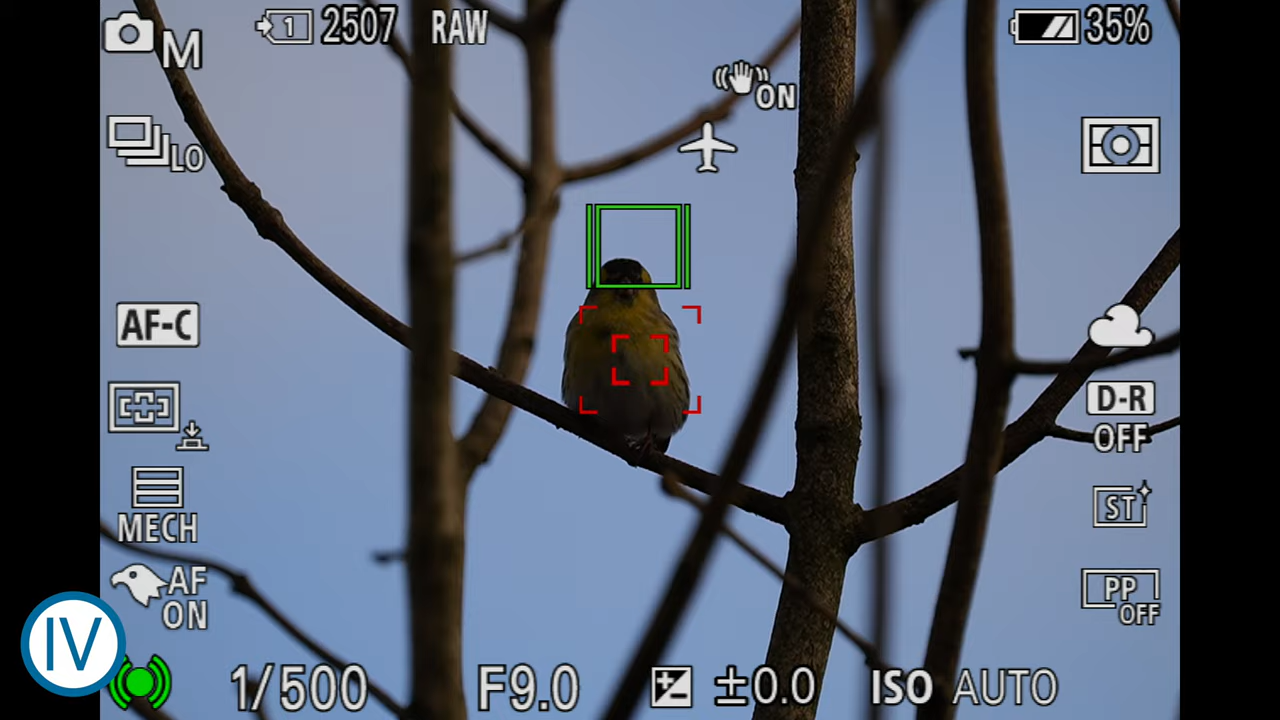 M
1 2507
RAW
35%
ON
LO
AF-C
D-R
OFF
ST
MECH
AF
ON
PP
OFF
IV
1/500
F9.0
±0.0
ISO AUTO